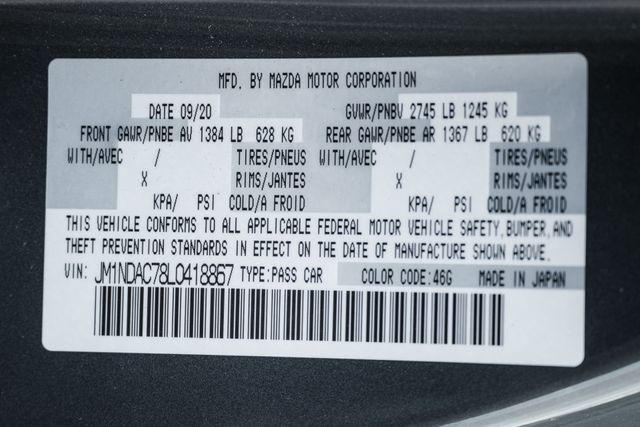 MFD. BY MAZDA MOTOR CORPORATION
DATE 09/20 GVWR/PNBV 2745 LB 1245 KG
FRONT GAWR/PNBE AV 1384 LB 628 KG REAR GAWR/PNBE AR 1367 LB 620 KG
WITH/AVEC / TIRES/PNEUS WITH/AVEC / TIRES/PNEUS
X RIMS/JANTES X RIMS/JANTES
KPA/ PSI COLD/A FROID KPA/ PSI COLD/A FROID
THIS VEHICLE CONFORMS TO ALL APPLICABLE FEDERAL MOTOR VEHICLE SAFETY, BUMPER, AND
THEFT PREVENTION STANDARDS IN EFFECT ON THE DATE OF MANUFACTURE SHOWN ABOVE.
VIN: JM1NDAC78L0418867 TYPE:PASS CAR COLOR CODE:46G MADE IN JAPAN